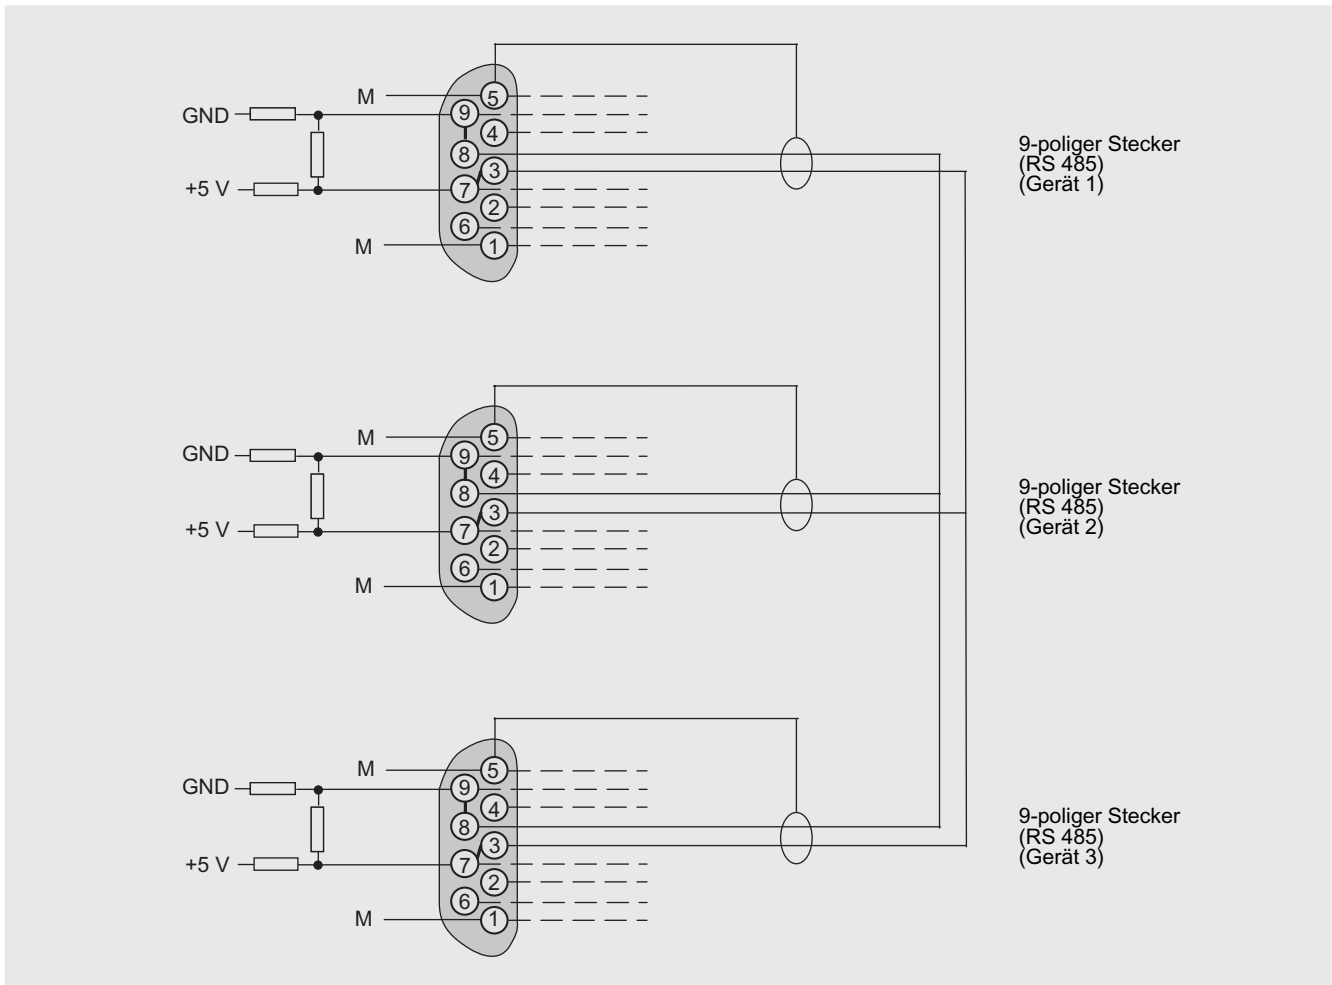 M
5
GND
9
4
8
3
+5 V
7
2
6
M
1
9-poliger Stecker
(RS 485)
(Gerät 1)
M
5
GND
9
4
8
3
+5 V
7
2
6
M
1
9-poliger Stecker
(RS 485)
(Gerät 2)
M
5
GND
9
4
8
3
+5 V
7
2
6
M
1
9-poliger Stecker
(RS 485)
(Gerät 3)